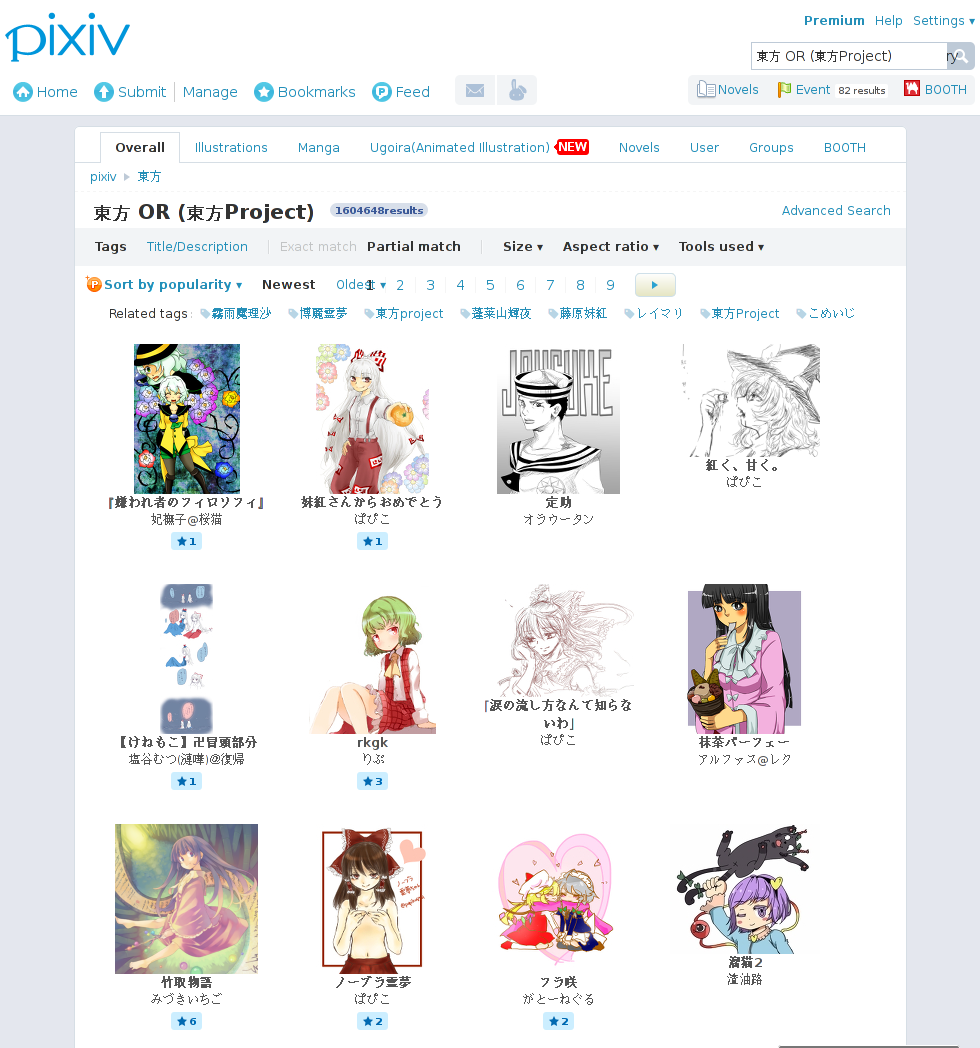 pixiv
Premium Help Settings ▾
東方 OR (東方Project)
Home Submit Manage Bookmarks Feed
Novels Event 82 results BOOTH
Overall Illustrations Manga Ugoira(Animated Illustration) NEW Novels User Groups BOOTH
pixiv 東方
東方 OR (東方Project) 1604648results Advanced Search
Tags Title/Description Exact match Partial match Size ▾ Aspect ratio ▾ Tools used ▾
Sort by popularity ▾ Newest Oldest ▾ 1 2 3 4 5 6 7 8 9
Related tags: 霧雨魔理沙 博麗霊夢 東方project 蓬莱山輝夜 藤原妹紅 レイマリ 東方Project こめいじ
『嫌われ者のフィロソフィ』 妹紅さんからおめでとう 定助 紅く、甘く。
妃撫子@桜猫 ぱぴこ オラウータン ぱぴこ
★1 ★1
【けねもこ】卍冒頭部分 rkgk 「涙の流し方なんて知らな
いわ」 抹茶パーフェー
塩谷むつ(漣嘩)@復帰 りぷ ぱぴこ アルファス@レク
★1 ★3
竹取物語 ノーブラ霊夢 フラ咲 溜猫2
みづきいちご ぱぴこ がとーねぐる 渣油路
★6 ★2 ★2